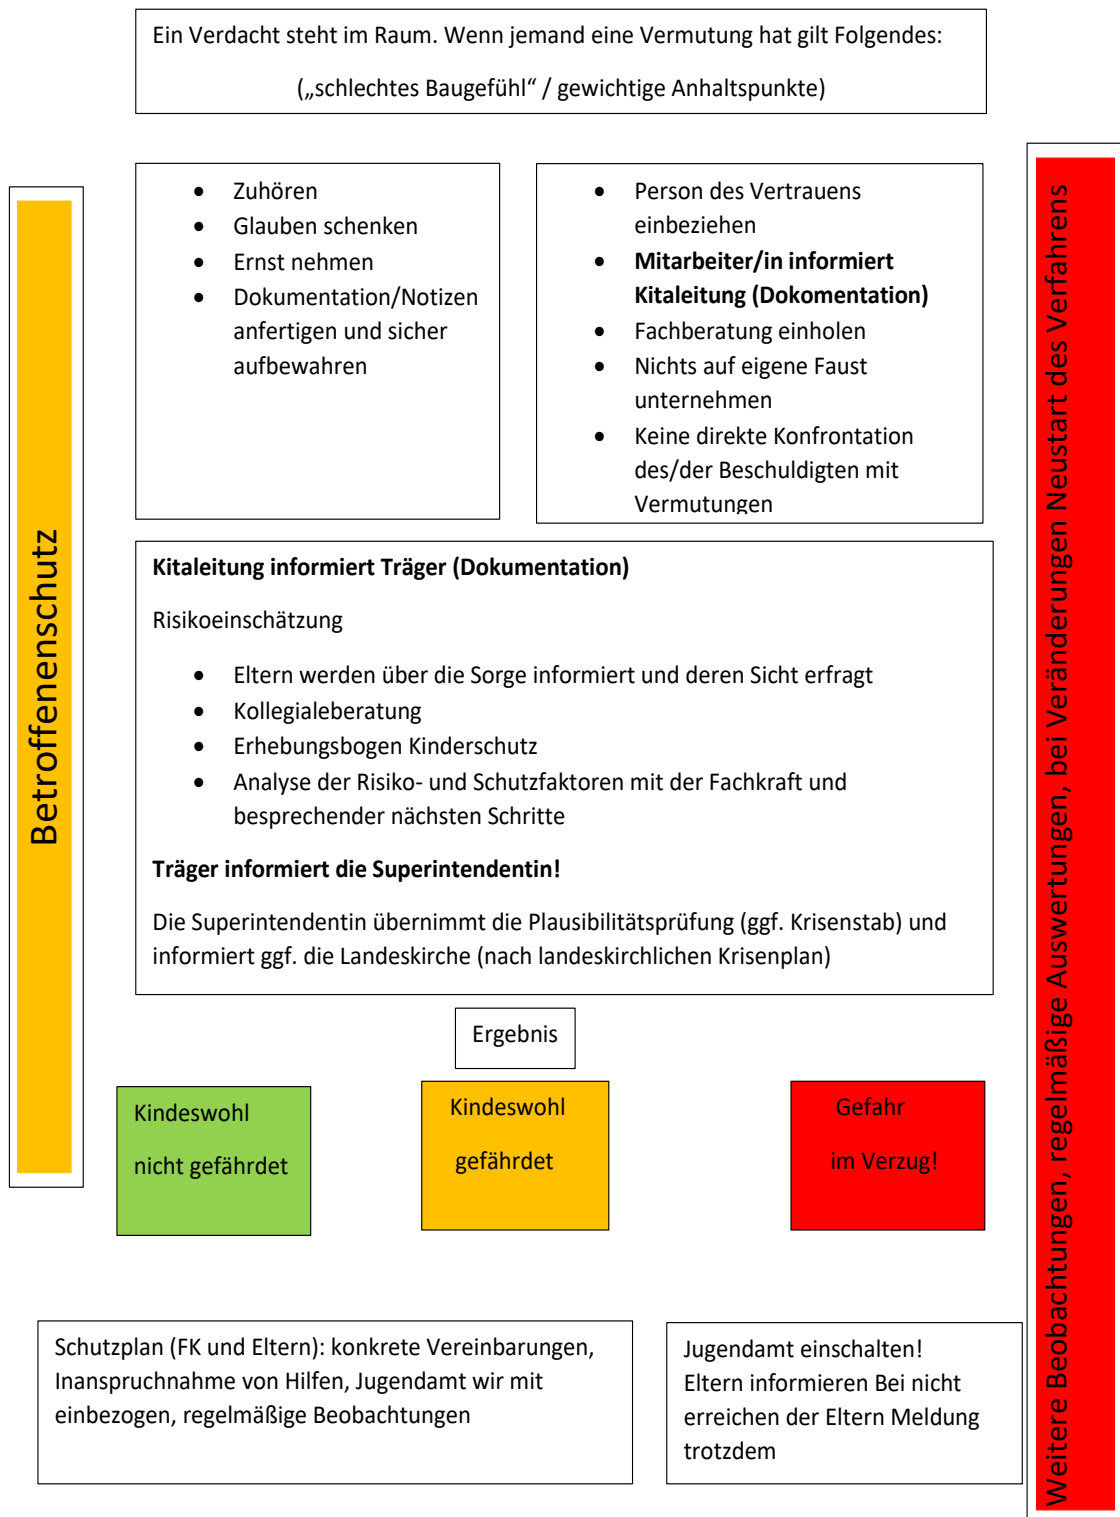 Ein Verdacht steht im Raum. Wenn jemand eine Vermutung hat gilt Folgendes:
(„schlechtes Baugefühl“ / gewichtige Anhaltspunkte)
Betroffenenschutz
• Zuhören
• Glauben schenken
• Ernst nehmen
• Dokumentation/Notizen
anfertigen und sicher
aufbewahren
• Person des Vertrauens
einbeziehen
• Mitarbeiter/in informiert
Kitaleitung (Dokomentation)
• Fachberatung einholen
• Nichts auf eigene Faust
unternehmen
• Keine direkte Konfrontation
des/der Beschuldigten mit
Vermutungen
Kitaleitung informiert Träger (Dokumentation)
Risikoeinschätzung
• Eltern werden über die Sorge informiert und deren Sicht erfragt
• Kollegialeberatung
• Erhebungsbogen Kinderschutz
• Analyse der Risiko- und Schutzfaktoren mit der Fachkraft und
besprechender nächsten Schritte
Träger informiert die Superintendentin!
Die Superintendentin übernimmt die Plausibilitätsprüfung (ggf. Krisenstab) und
informiert ggf. die Landeskirche (nach landeskirchlichen Krisenplan)
Ergebnis
Kindeswohl
nicht gefährdet
Kindeswohl
gefährdet
Gefahr
im Verzug!
Schutzplan (FK und Eltern): konkrete Vereinbarungen,
Inanspruchnahme von Hilfen, Jugendamt wir mit
einbezogen, regelmäßige Beobachtungen
Jugendamt einschalten!
Eltern informieren Bei nicht
erreichen der Eltern Meldung
trotzdem
Weitere Beobachtungen, regelmäßige Auswertungen, bei Veränderungen Neustart des Verfahrens